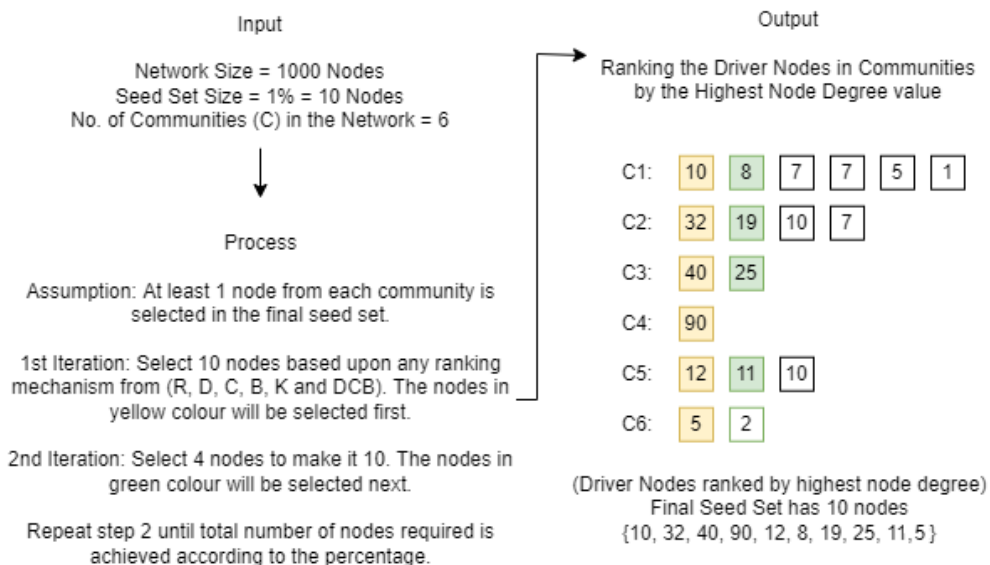 Input
Network Size = 1000 Nodes
Seed Set Size = 1% = 10 Nodes
No. of Communities (C) in the Network = 6
Process
Assumption: At least 1 node from each community is
selected in the final seed set.
1st Iteration: Select 10 nodes based upon any ranking
mechanism from (R, D, C, B, K and DCB). The nodes in
yellow colour will be selected first.
2nd Iteration: Select 4 nodes to make it 10. The nodes in
green colour will be selected next.
Repeat step 2 until total number of nodes required is
achieved according to the percentage.
Output
Ranking the Driver Nodes in Communities
by the Highest Node Degree value
C1: 10 8 7 7 5 1
C2: 32 19 10 7
C3: 40 25
C4: 90
C5: 12 11 10
C6: 5 2
(Driver Nodes ranked by highest node degree)
Final Seed Set has 10 nodes
{10, 32, 40, 90, 12, 8, 19, 25, 11,5 }